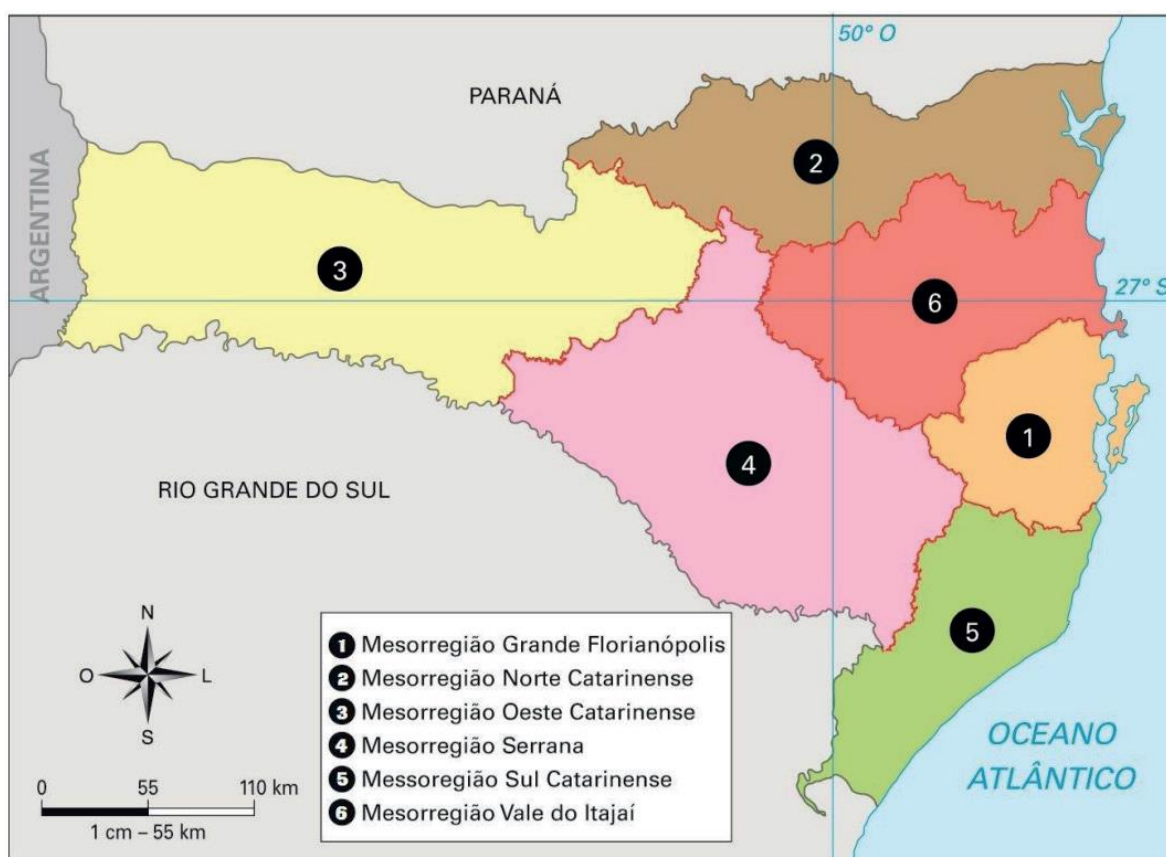 50° O
PARANÁ
ARGENTINA
2
3
27° S
6
1
4
RIO GRANDE DO SUL
5
N
O
L
S
0 55 110 km
1 cm – 55 km
1 Mesorregião Grande Florianópolis
2 Mesorregião Norte Catarinense
3 Mesorregião Oeste Catarinense
4 Mesorregião Serrana
5 Messoregião Sul Catarinense
6 Mesorregião Vale do Itajaí
OCEANO
ATLÂNTICO